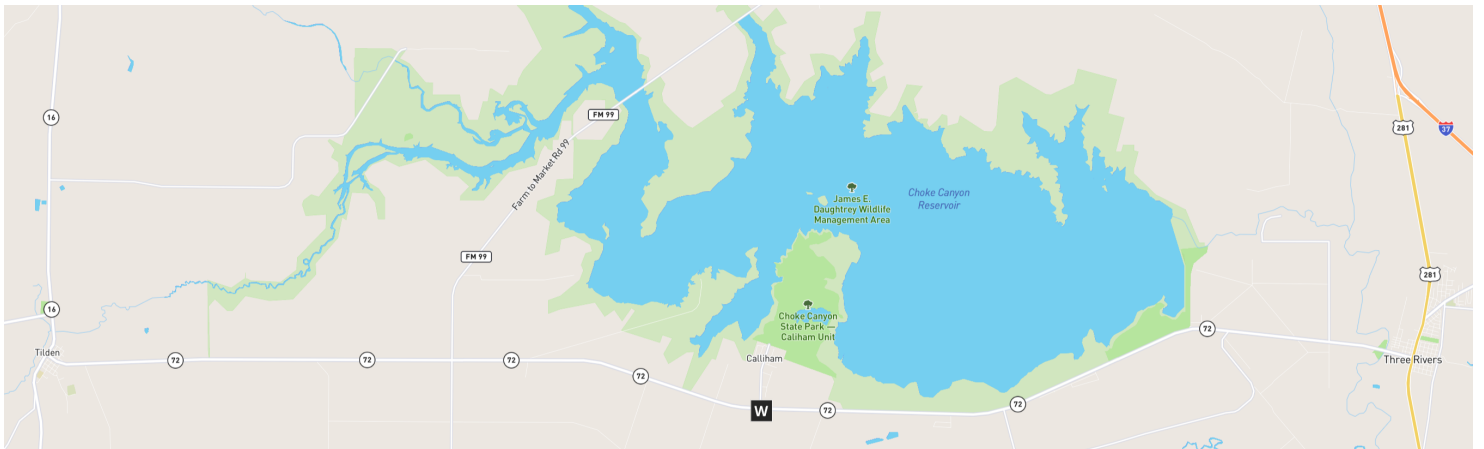 16
FM 99
Farm to Market Rd 99
281
37
James E.
Daughtrey Wildlife
Management Area
Choke Canyon
Reservoir
FM 99
281
16
Choke Canyon
State Park —
Caliham Unit
Tilden
72
72
72
72
Calliham
72
Three Rivers
W
72
72